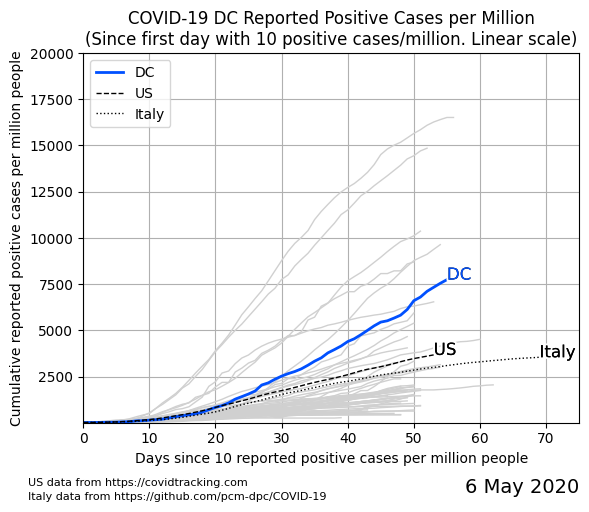 COVID-19 DC Reported Positive Cases per Million
(Since first day with 10 positive cases/million. Linear scale)
Cumulative reported positive cases per million people
20000
17500
15000
12500
10000
7500
5000
2500
DC
US
Italy
DC
US
Italy
0 10 20 30 40 50 60 70
Days since 10 reported positive cases per million people
US data from https://covidtracking.com
Italy data from https://github.com/pcm-dpc/COVID-19
6 May 2020